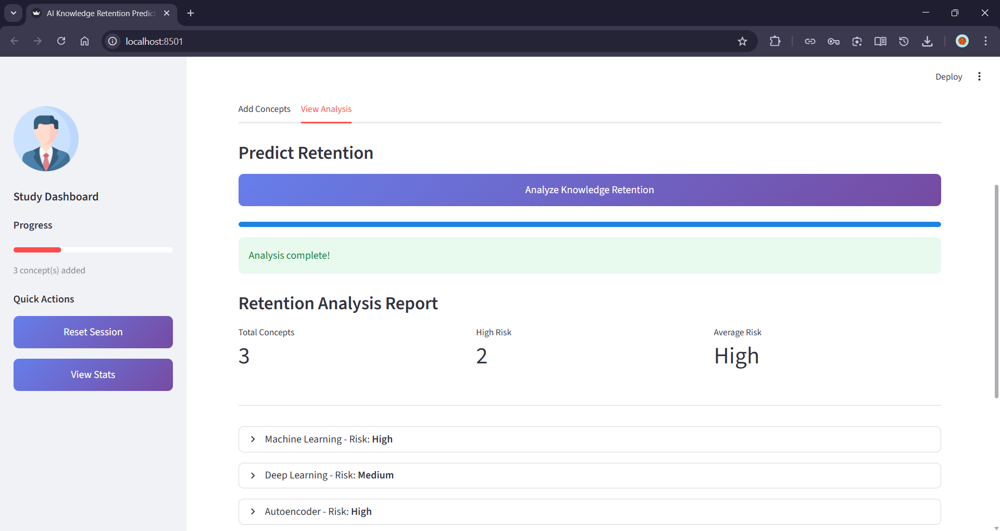 AI Knowledge Retention Predict
localhost:8501
Deploy
Study Dashboard
Progress
3 concept(s) added
Quick Actions
Reset Session
View Stats
Add Concepts
View Analysis
Predict Retention
Analyze Knowledge Retention
Analysis complete!
Retention Analysis Report
Total Concepts
3
High Risk
2
Average Risk
High
Machine Learning - Risk: High
Deep Learning - Risk: Medium
Autoencoder - Risk: High